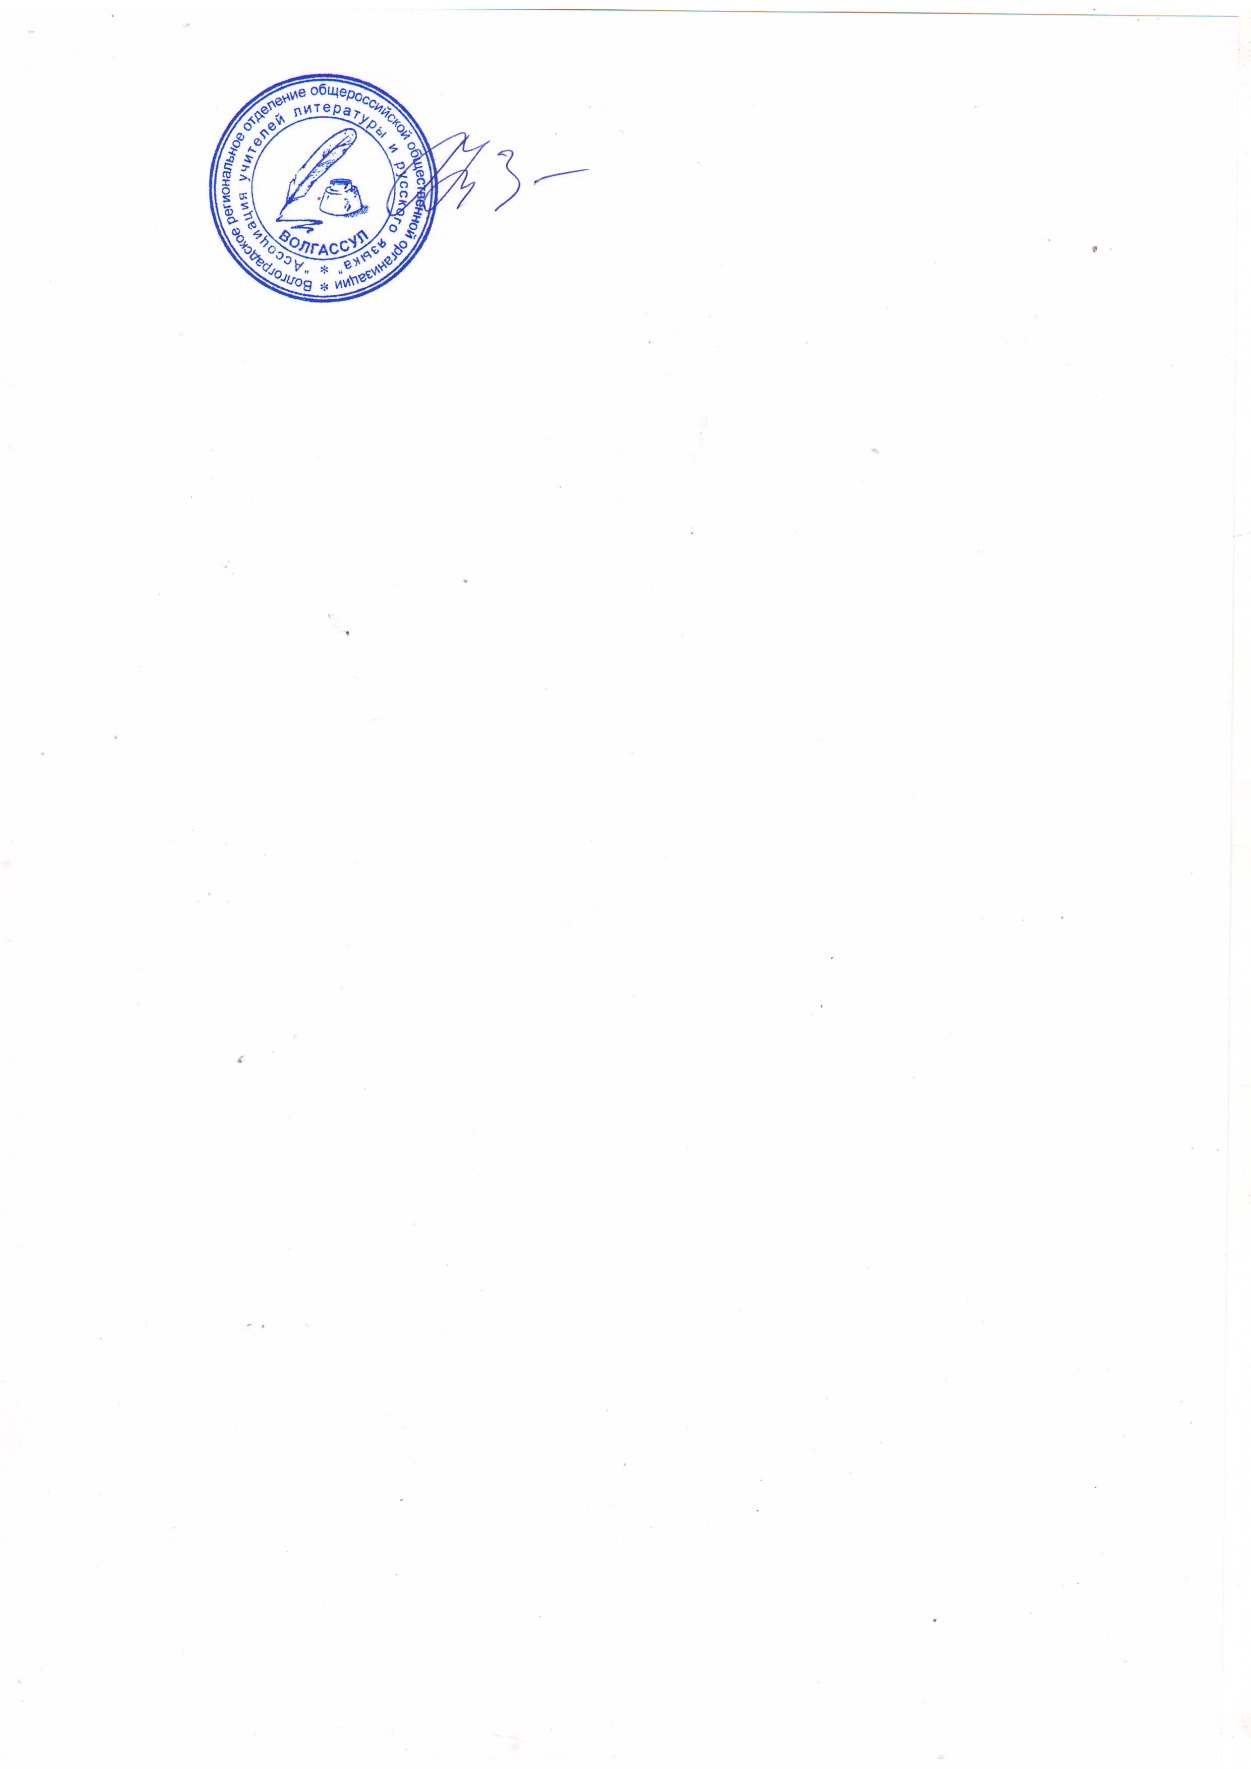 Волгоградское региональное отделение общероссийской общественной организации *
"Ассоциация учителей литературы и русского языка" *
ВОЛГАССУЛ